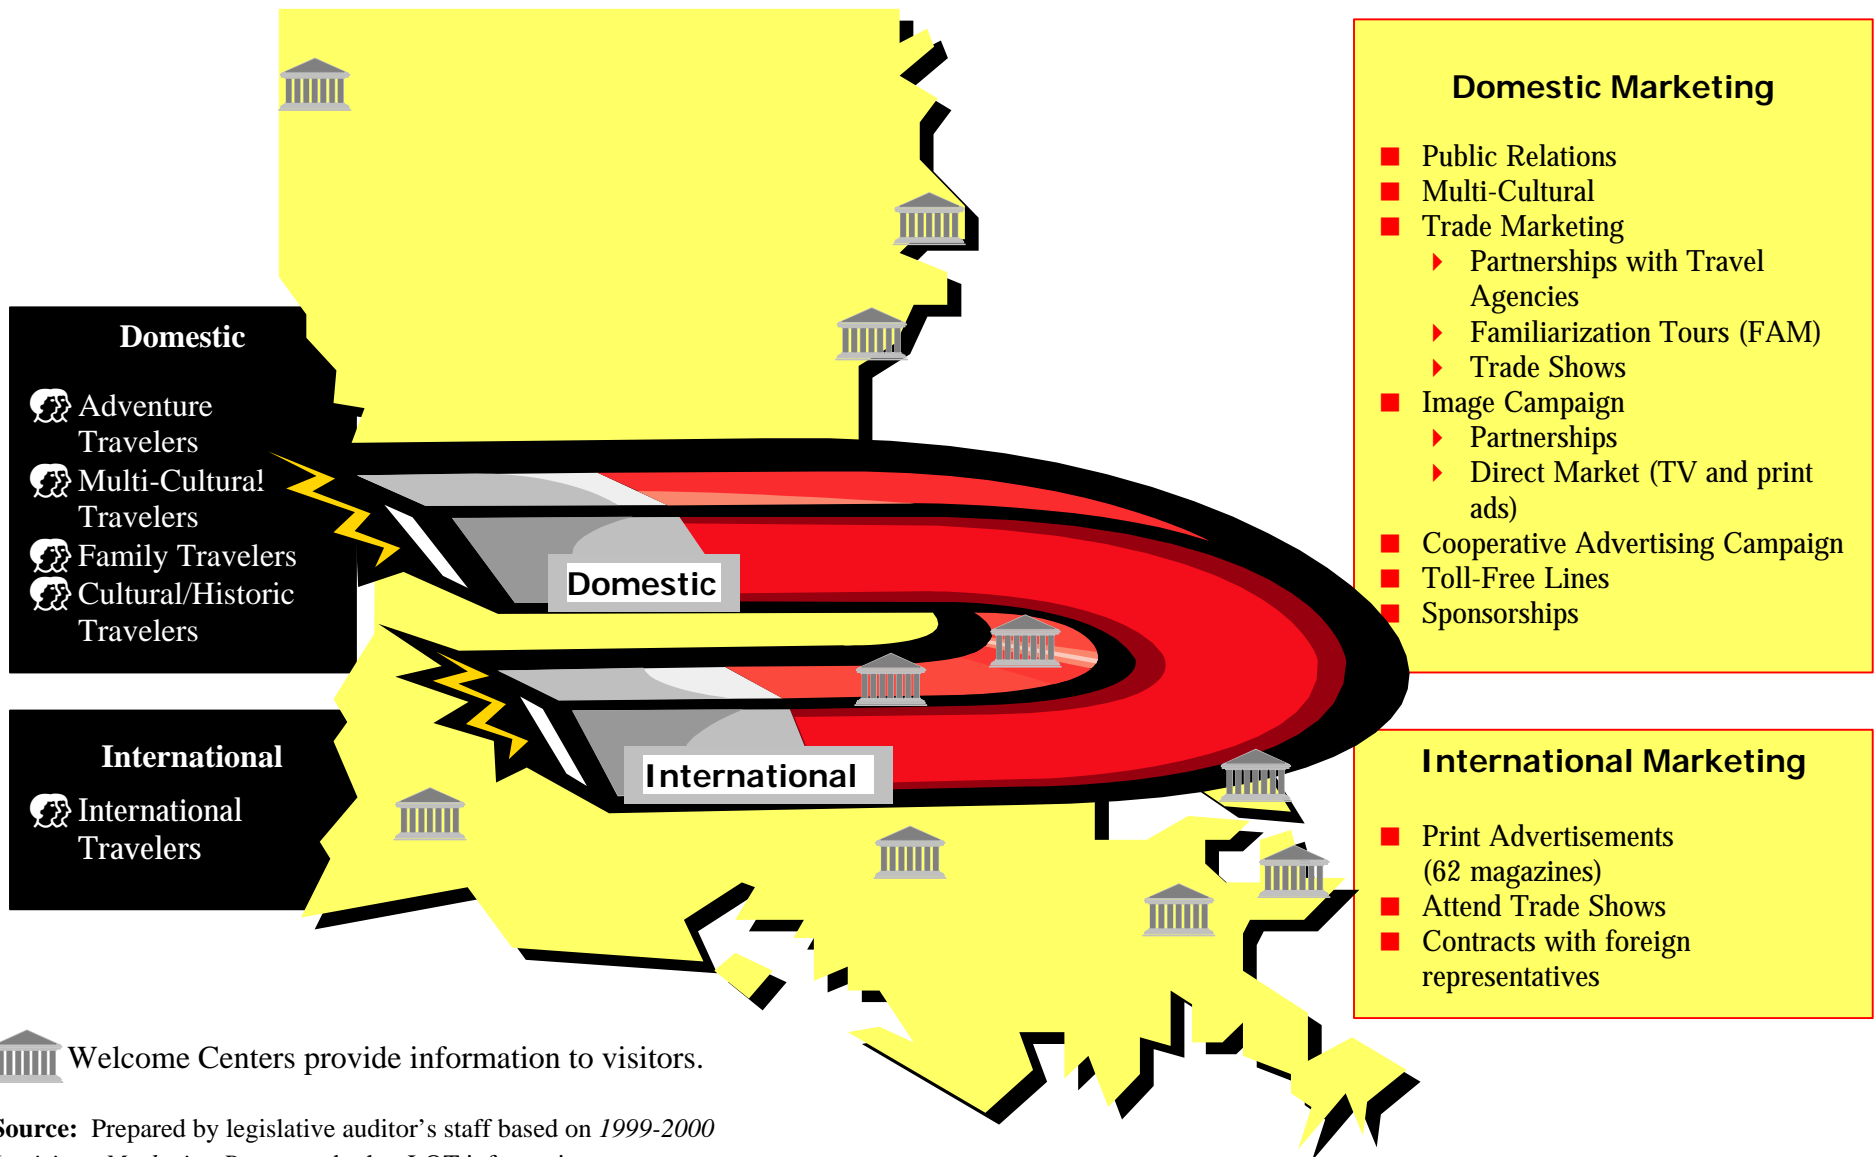 Domestic
Adventure
Travelers
Multi-Cultural
Travelers
Family Travelers
Cultural/Historic
Travelers
International
International
Travelers
Domestic
International
Domestic Marketing
Public Relations
Multi-Cultural
Trade Marketing
Partnerships with Travel
Agencies
Familiarization Tours (FAM)
Trade Shows
Image Campaign
Partnerships
Direct Market (TV and print
ads)
Cooperative Advertising Campaign
Toll-Free Lines
Sponsorships
International Marketing
Print Advertisements
(62 magazines)
Attend Trade Shows
Contracts with foreign
representatives
Welcome Centers provide information to visitors.
Source: Prepared by legislative auditor's staff based on 1999-2000